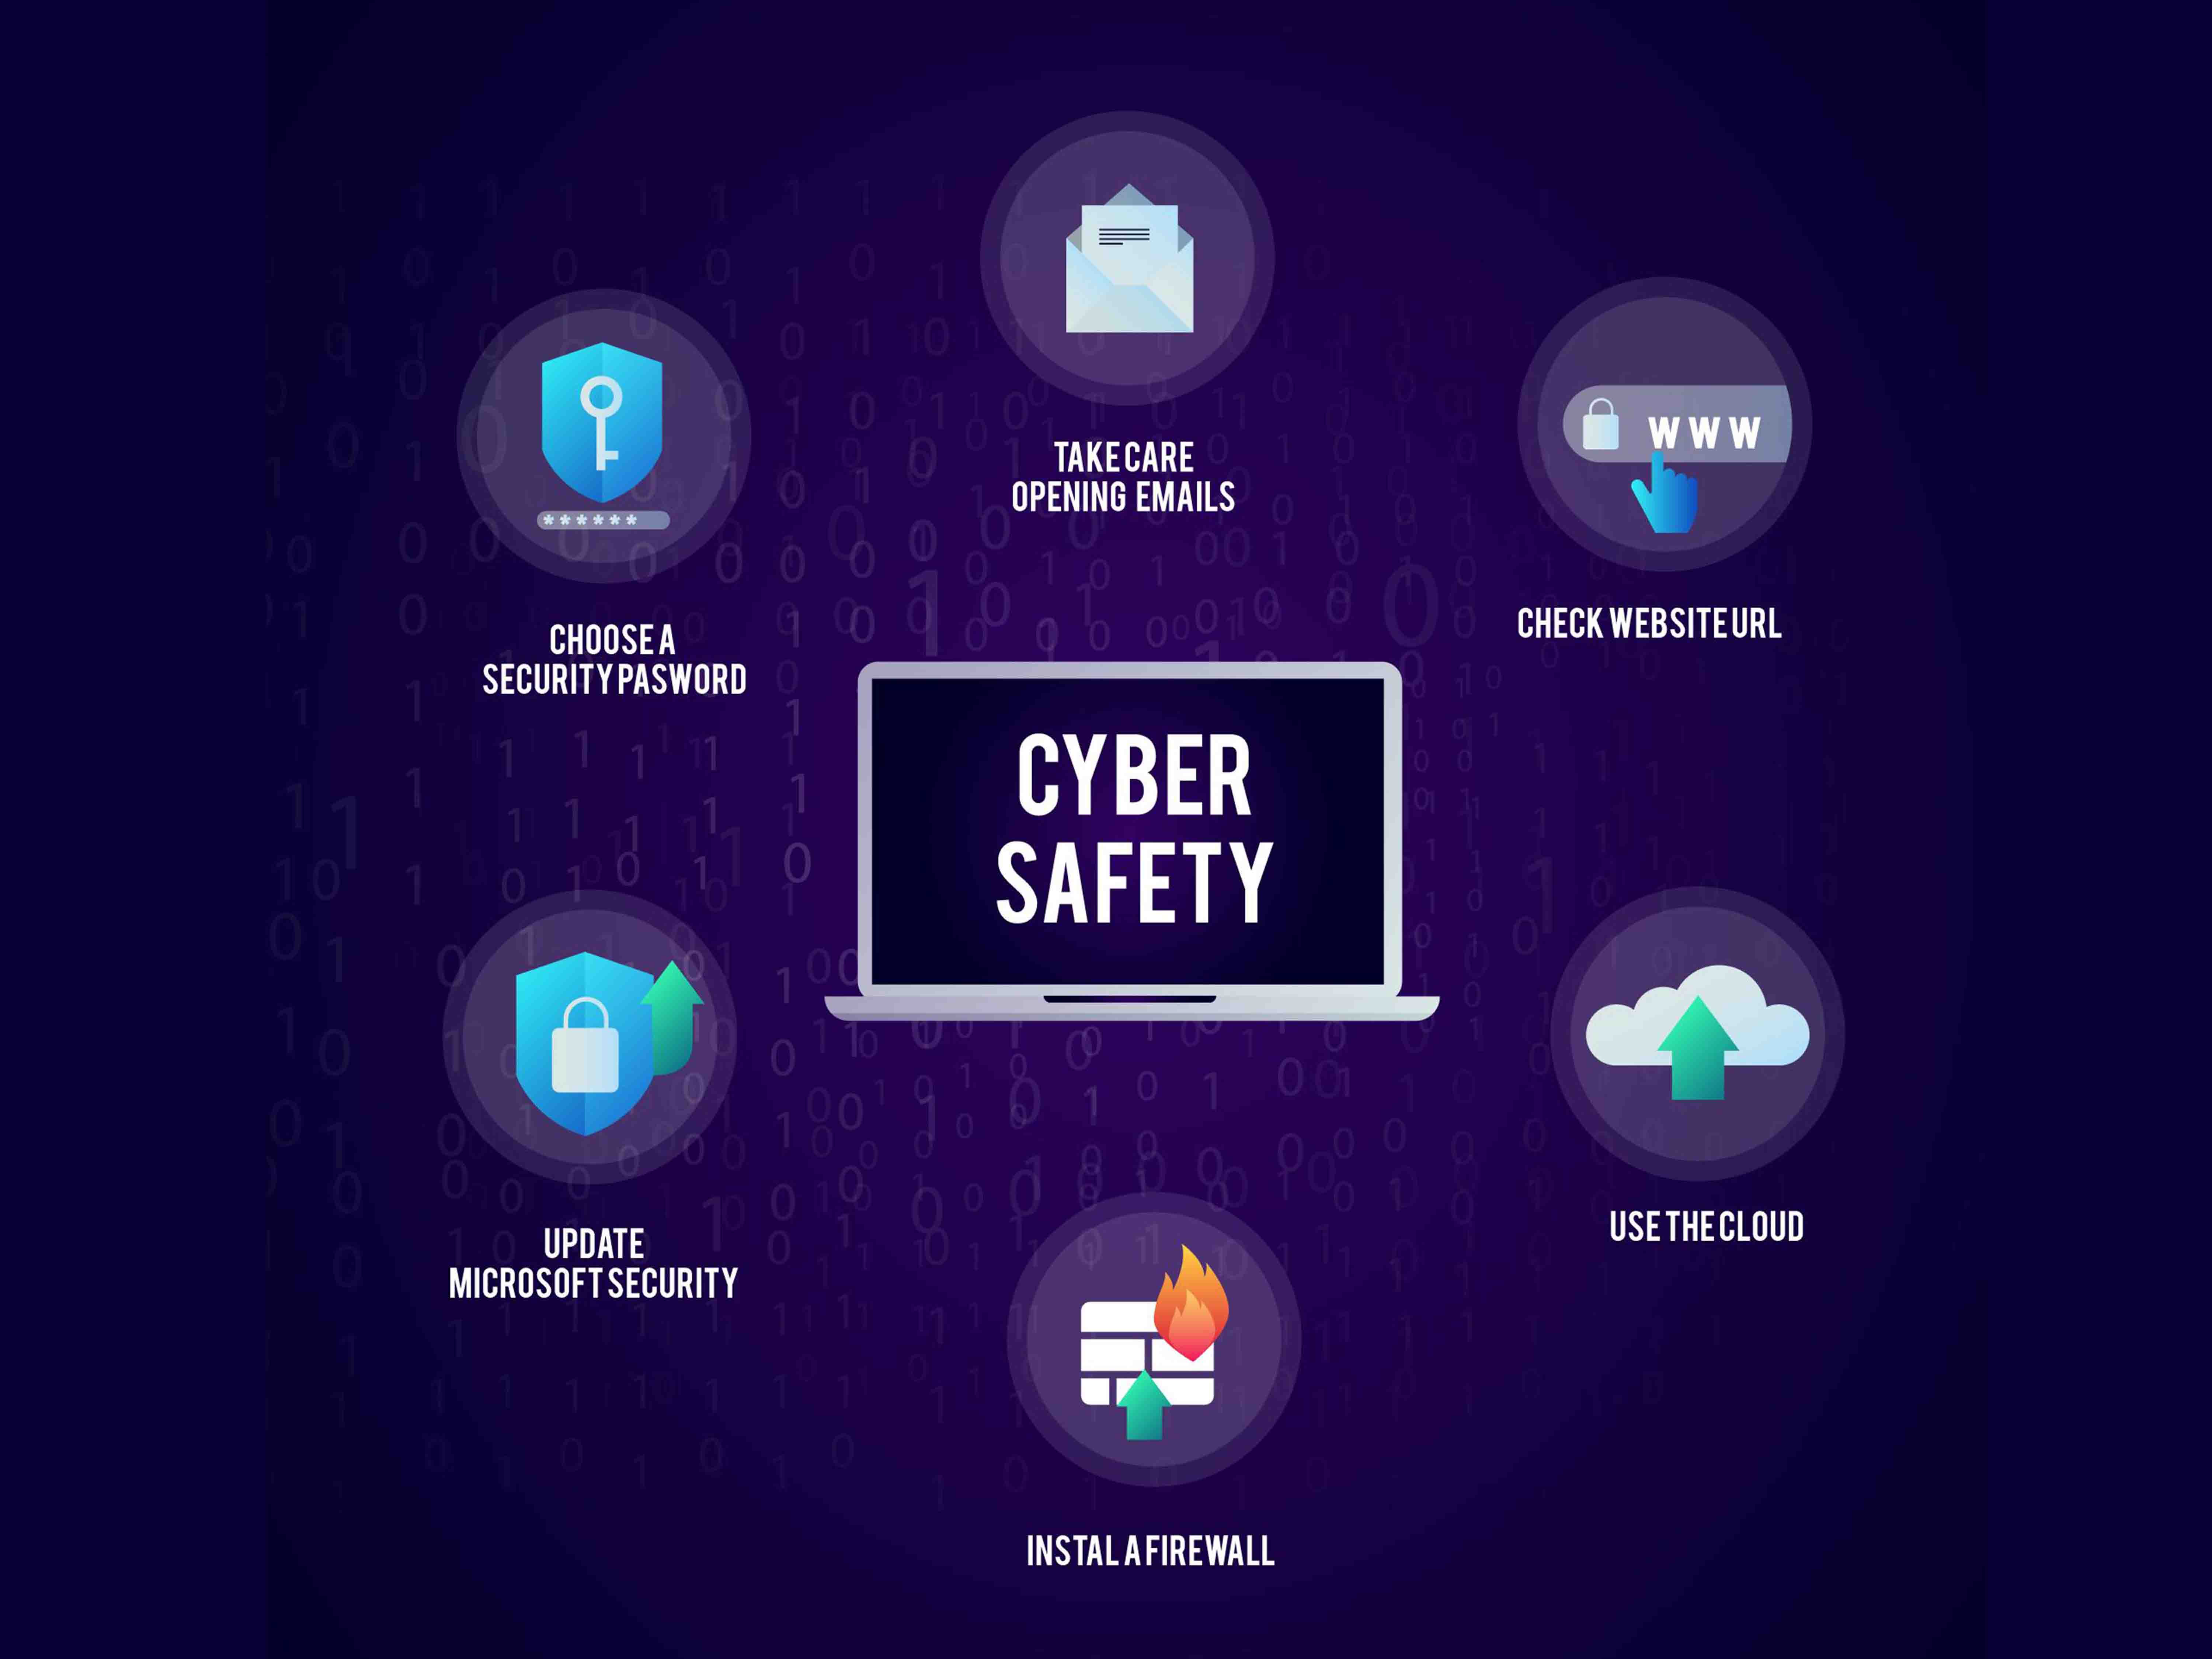 TAKE CARE
OPENING EMAILS
CHOOSE A
SECURITY PASWORD
******
WWW
CHECK WEBSITE URL
CYBER
SAFETY
UPDATE
MICROSOFT SECURITY
USE THE CLOUD
INSTAL A FIREWALL